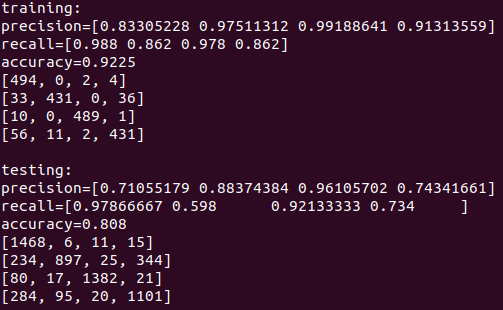 training:
precision=[0.83305228 0.97511312 0.99188641 0.91313559]
recall=[0.988 0.862 0.978 0.862]
accuracy=0.9225
[494, 0, 2, 4]
[33, 431, 0, 36]
[10, 0, 489, 1]
[56, 11, 2, 431]

testing:
precision=[0.71055179 0.88374384 0.96105702 0.74341661]
recall=[0.97866667 0.598      0.92133333 0.734     ]
accuracy=0.808
[1468, 6, 11, 15]
[234, 897, 25, 344]
[80, 17, 1382, 21]
[284, 95, 20, 1101]